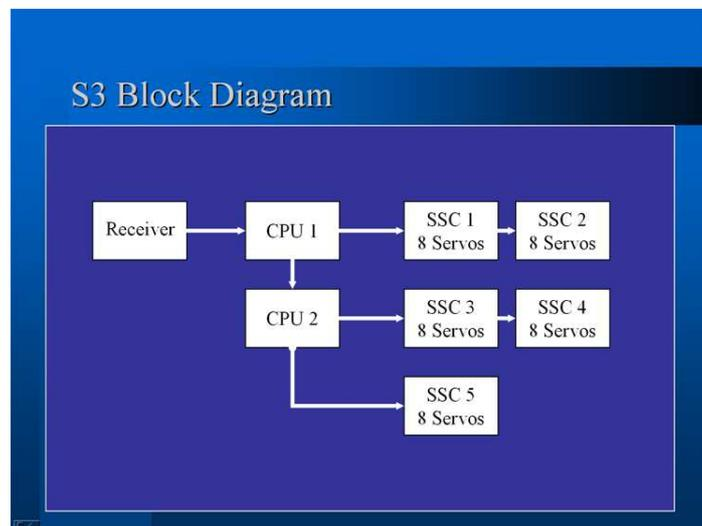 S3 Block Diagram
Receiver
CPU 1
SSC 1
8 Servos
SSC 2
8 Servos
CPU 2
SSC 3
8 Servos
SSC 4
8 Servos
SSC 5
8 Servos